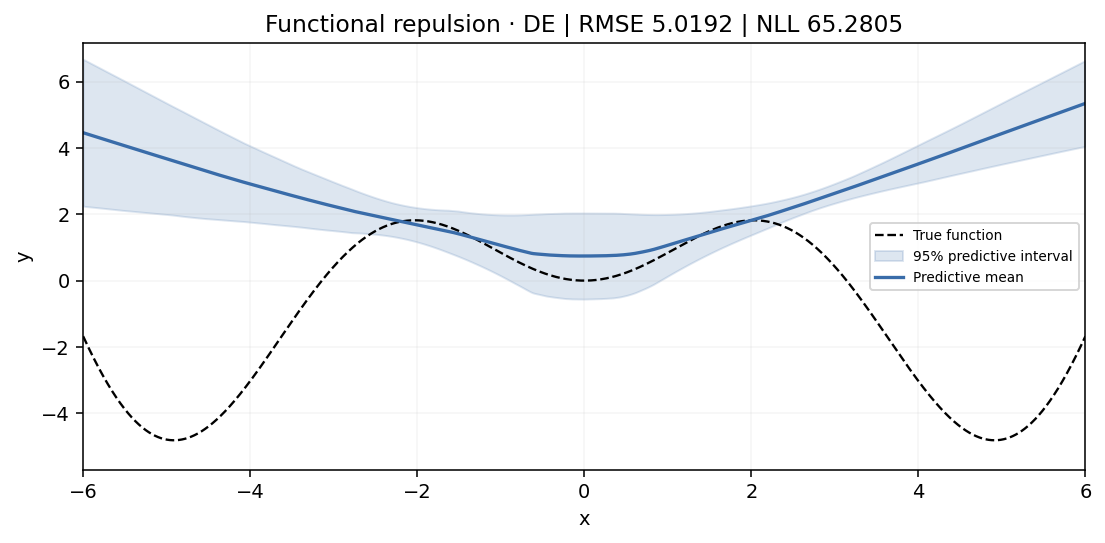 Functional repulsion · DE | RMSE 5.0192 | NLL 65.2805
y
6
4
2
0
−2
−4
True function
95% predictive interval
Predictive mean
−6 −4 −2 0 2 4 6
x